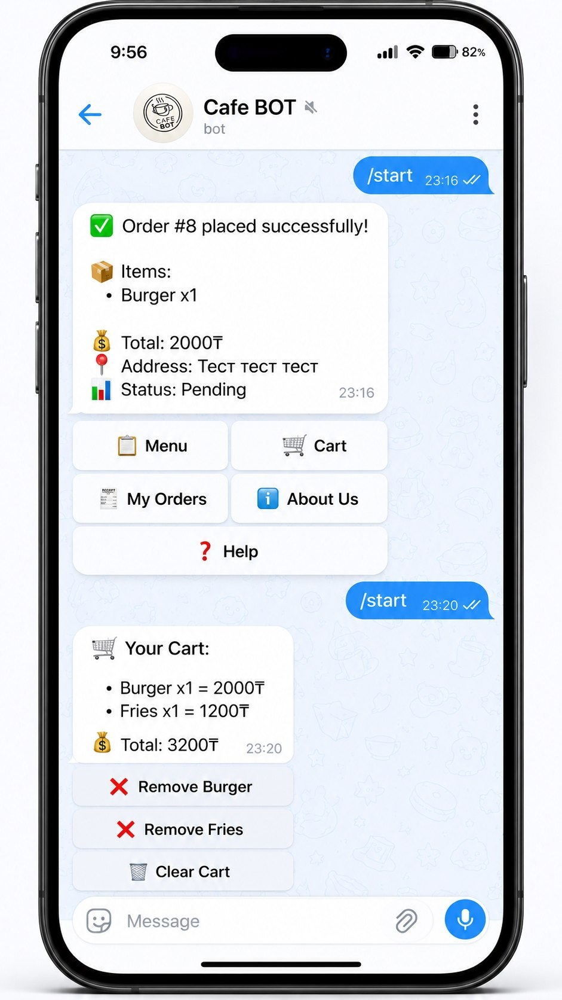 9:56
82%
CAFE
BOT
Cafe BOT
bot
/start 23:16
✅ Order #8 placed successfully!
📦 Items:
• Burger x1
💰 Total: 2000₸
📍 Address: Тест тест тест
📊 Status: Pending 23:16
📋 Menu
🛒 Cart
🧾 My Orders
ℹ️ About Us
❓ Help
/start 23:20
🛒 Your Cart:
• Burger x1 = 2000₸
• Fries x1 = 1200₸
💰 Total: 3200₸ 23:20
❌ Remove Burger
❌ Remove Fries
🗑️ Clear Cart
Message